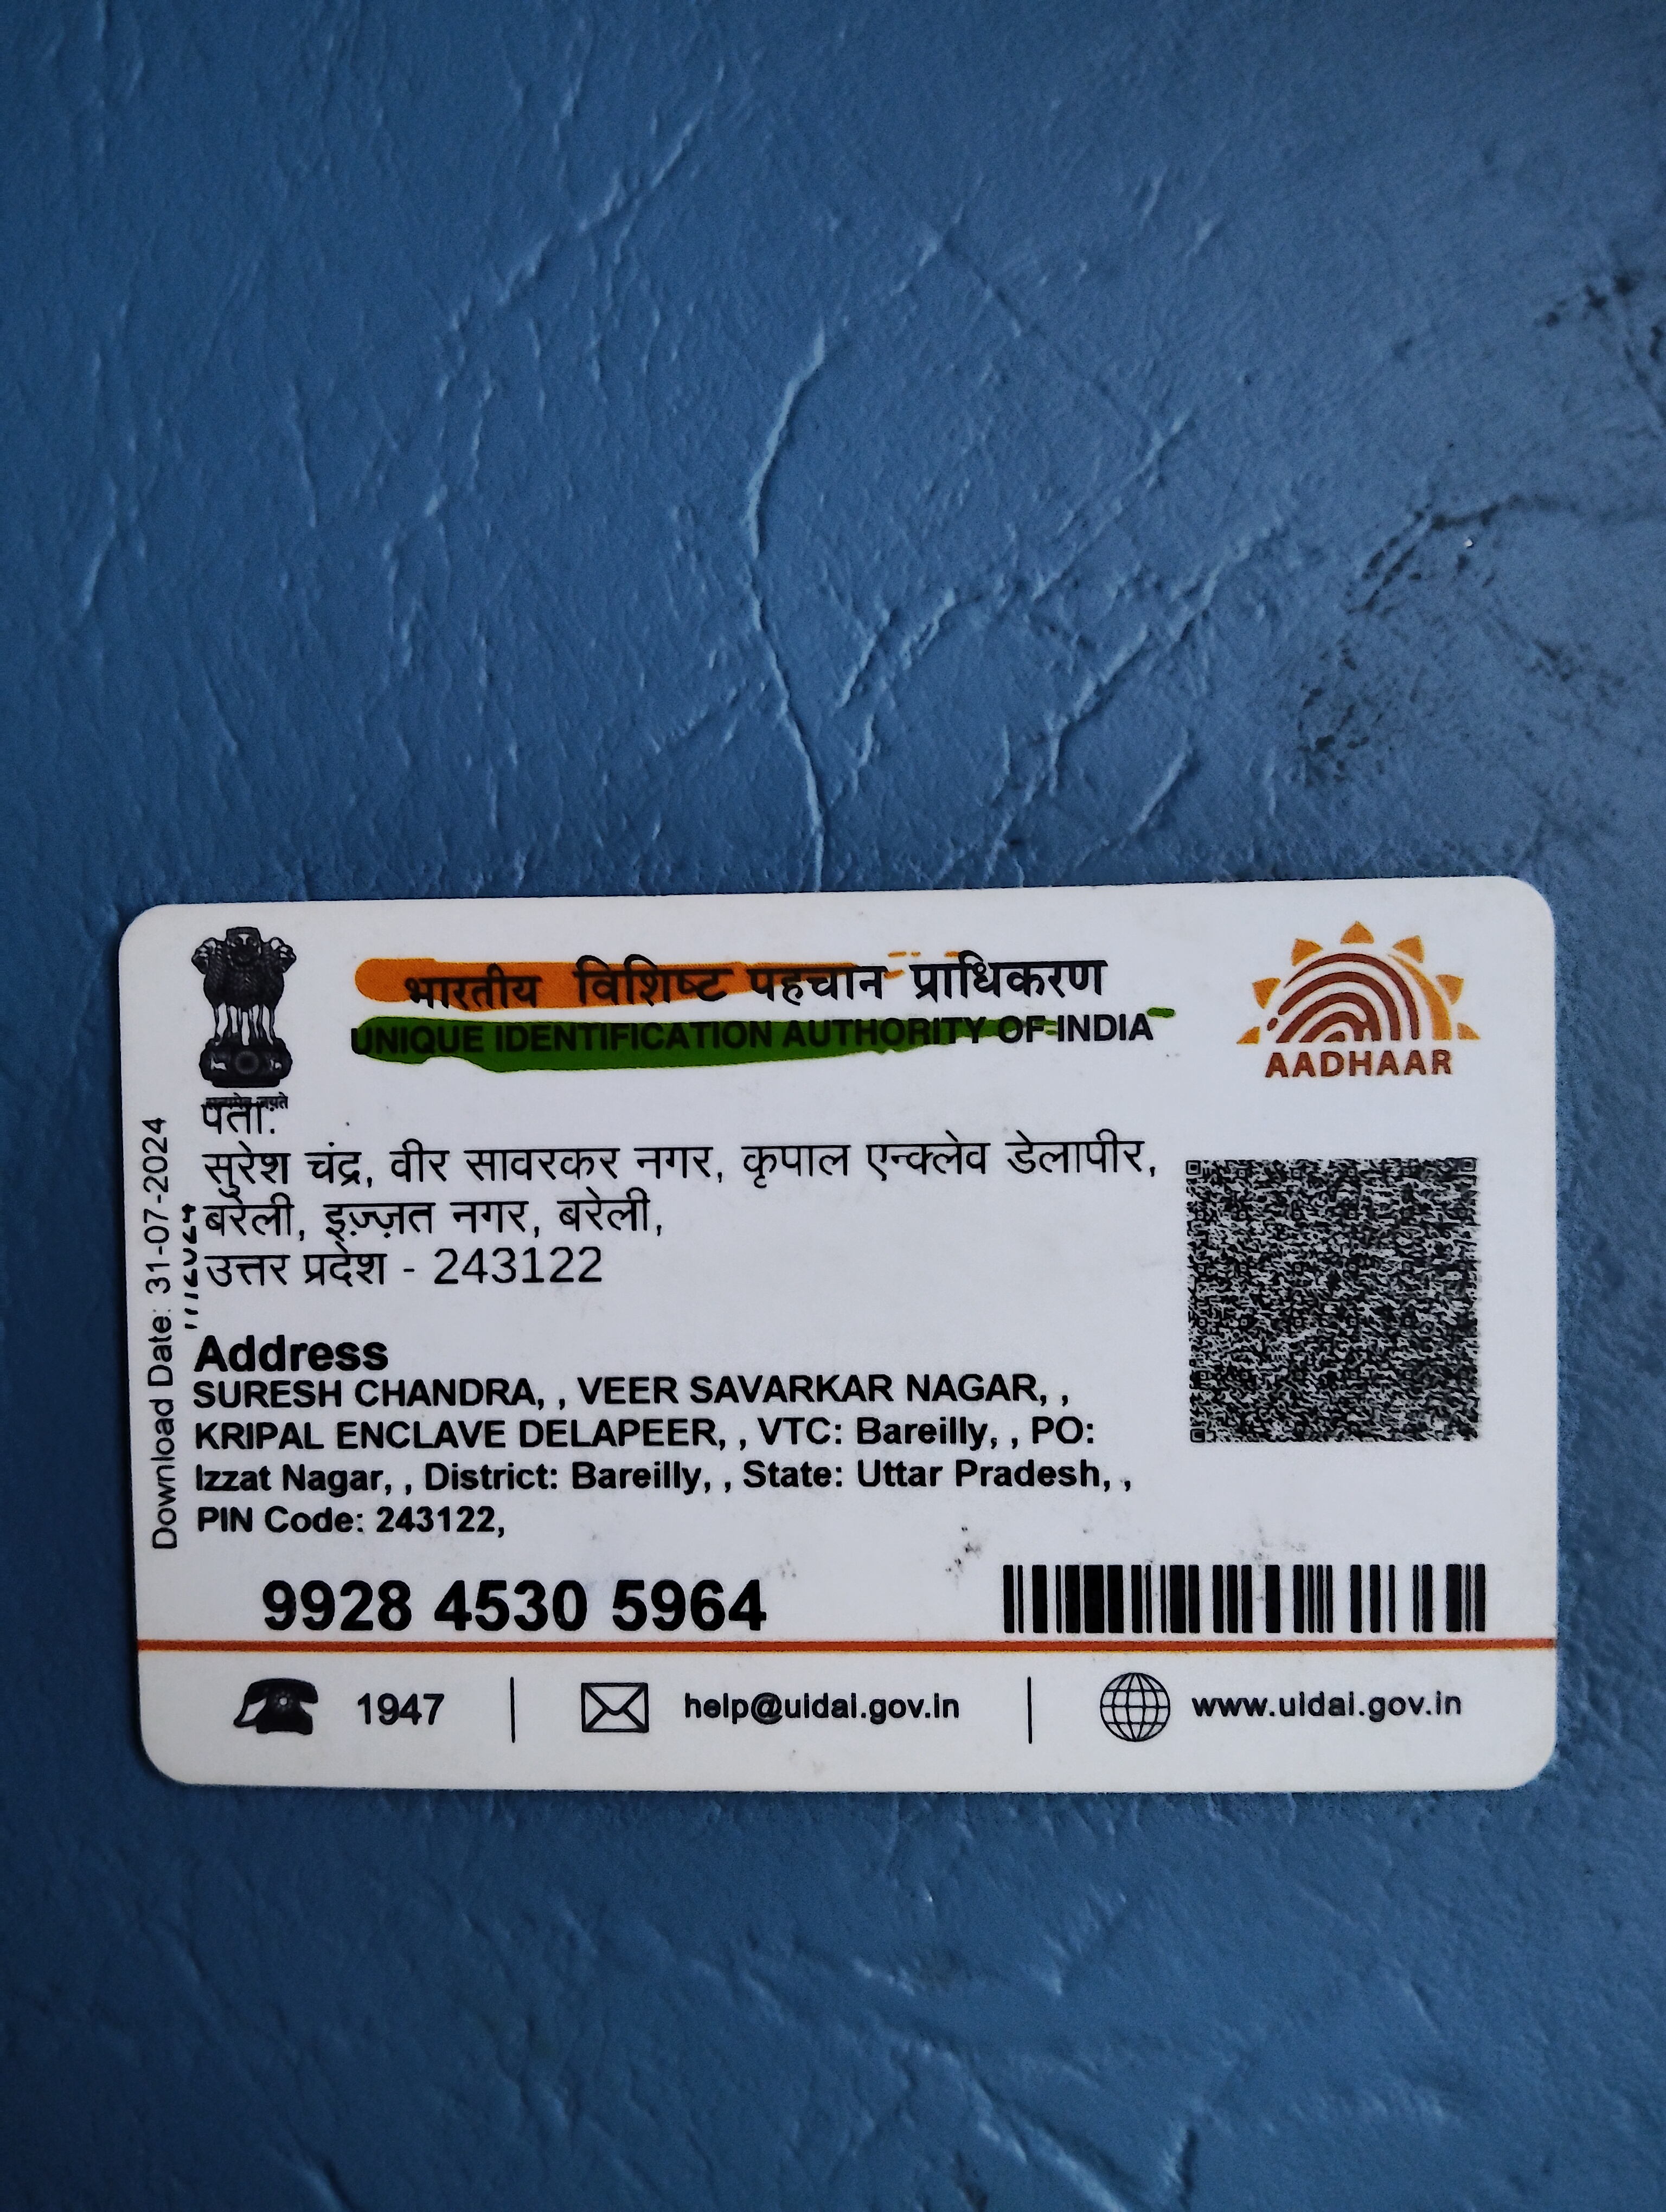 भारतीय विशिष्ट पहचान प्राधिकरण
UNIQUE IDENTIFICATION AUTHORITY OF INDIA
AADHAAR
पता:
सुरेश चंद्र, वीर सावरकर नगर, कृपाल एन्क्लेव डेलापीर,
बरेली, इज़्ज़त नगर, बरेली,
उत्तर प्रदेश - 243122
Download Date: 31-07-2024
Address
SURESH CHANDRA, , VEER SAVARKAR NAGAR, ,
KRIPAL ENCLAVE DELAPEER, , VTC: Bareilly, , PO:
Izzat Nagar, , District: Bareilly, , State: Uttar Pradesh, ,
PIN Code: 243122,
9928 4530 5964
1947
help@uidai.gov.in
www.uidai.gov.in